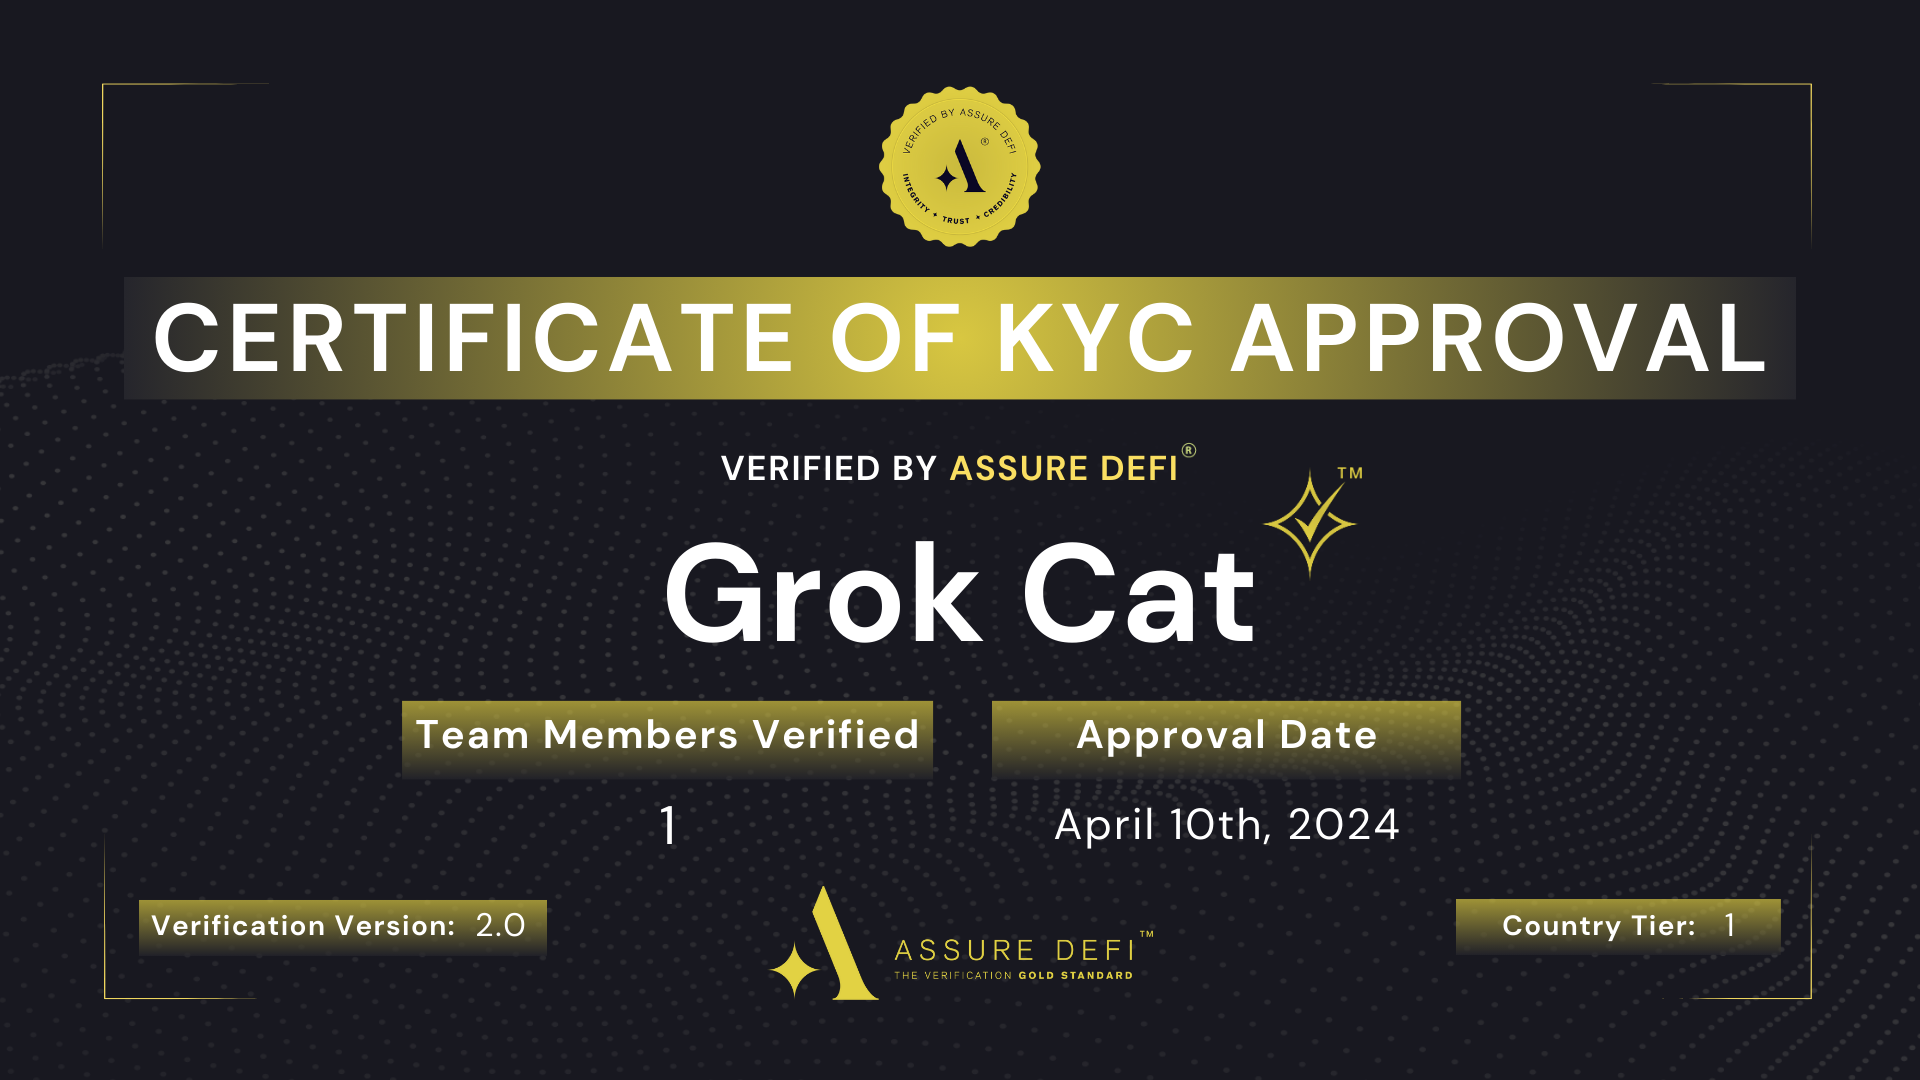 VERIFIED BY ASSURE DEFI
A®
INTEGRITY ✦ TRUST ✦ CREDIBILITY
CERTIFICATE OF KYC APPROVAL
VERIFIED BY ASSURE DEFI®
TM
Grok Cat
Team Members Verified
1
Approval Date
April 10th, 2024
Verification Version: 2.0
ASSURE DEFI™
THE VERIFICATION GOLD STANDARD
Country Tier: 1